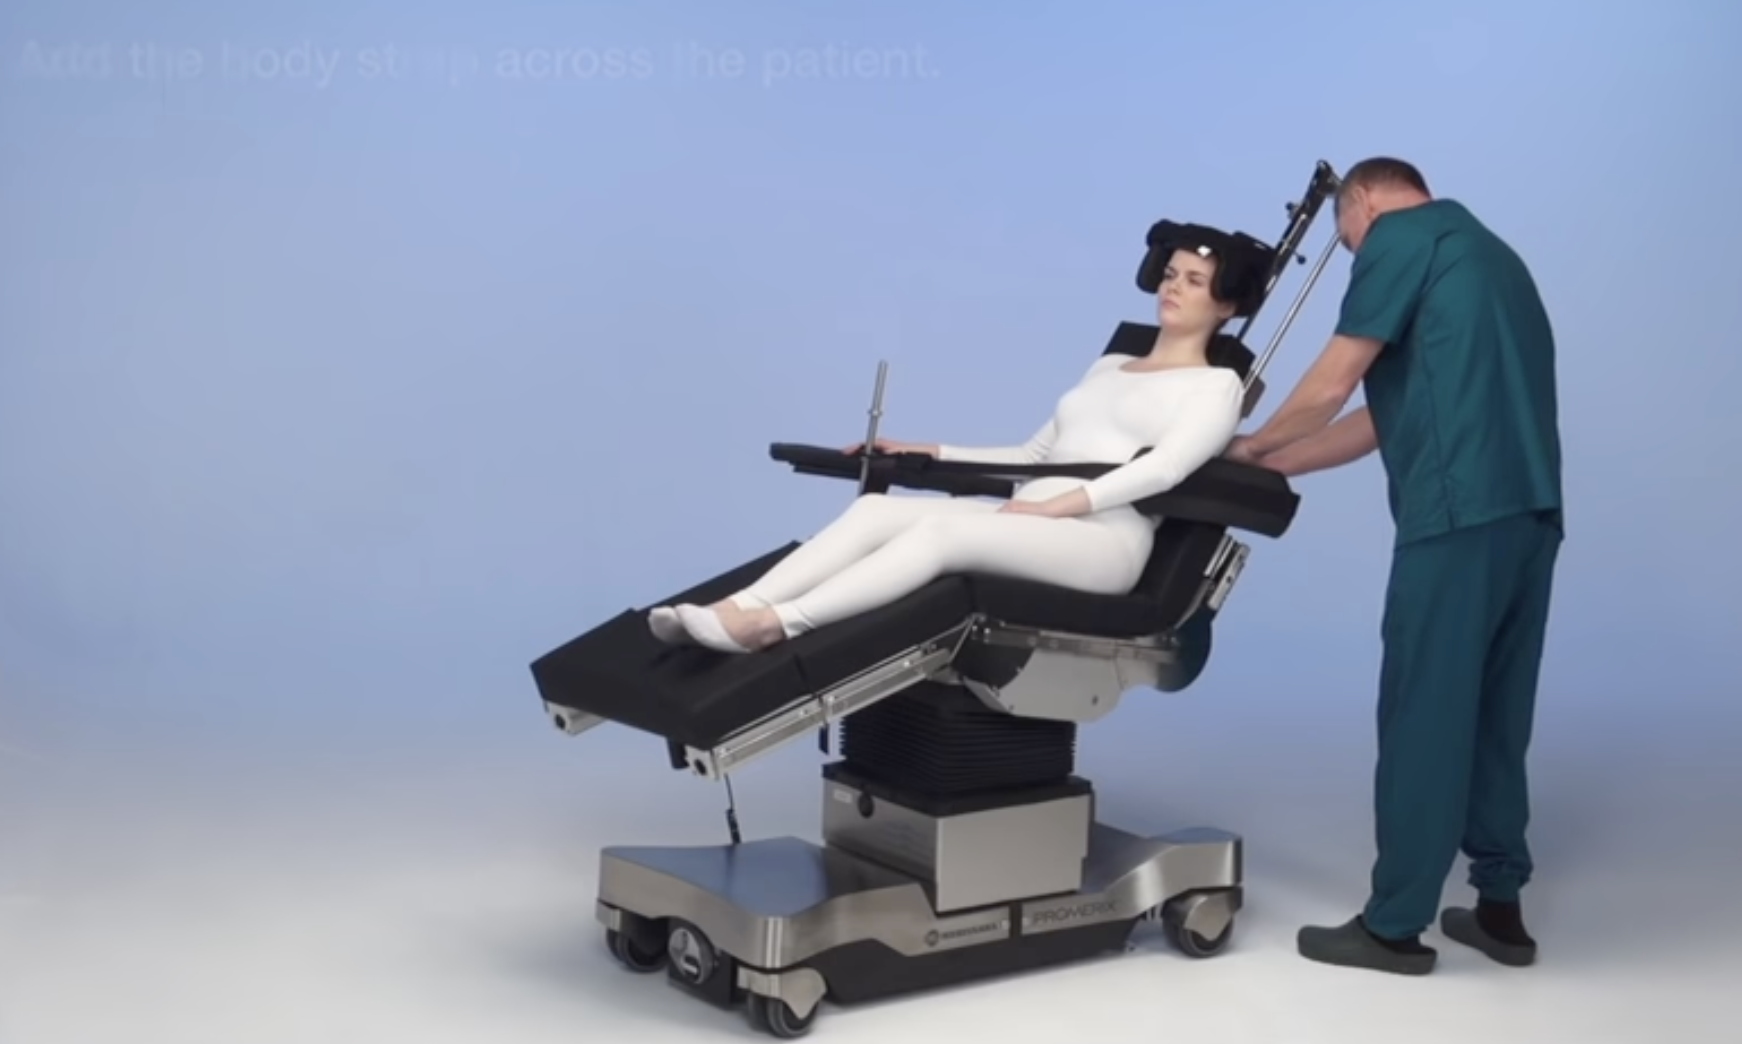 Add the body strap across the patient.
PROMERIX